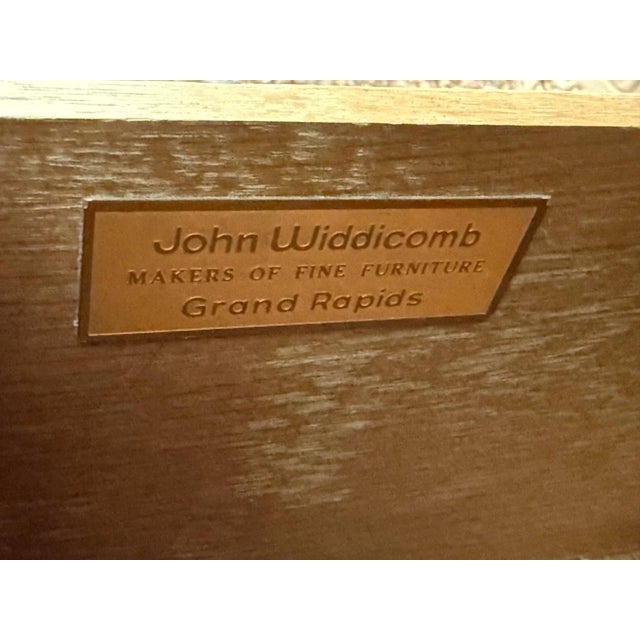 John Widdicomb
MAKERS OF FINE FURNITURE
Grand Rapids